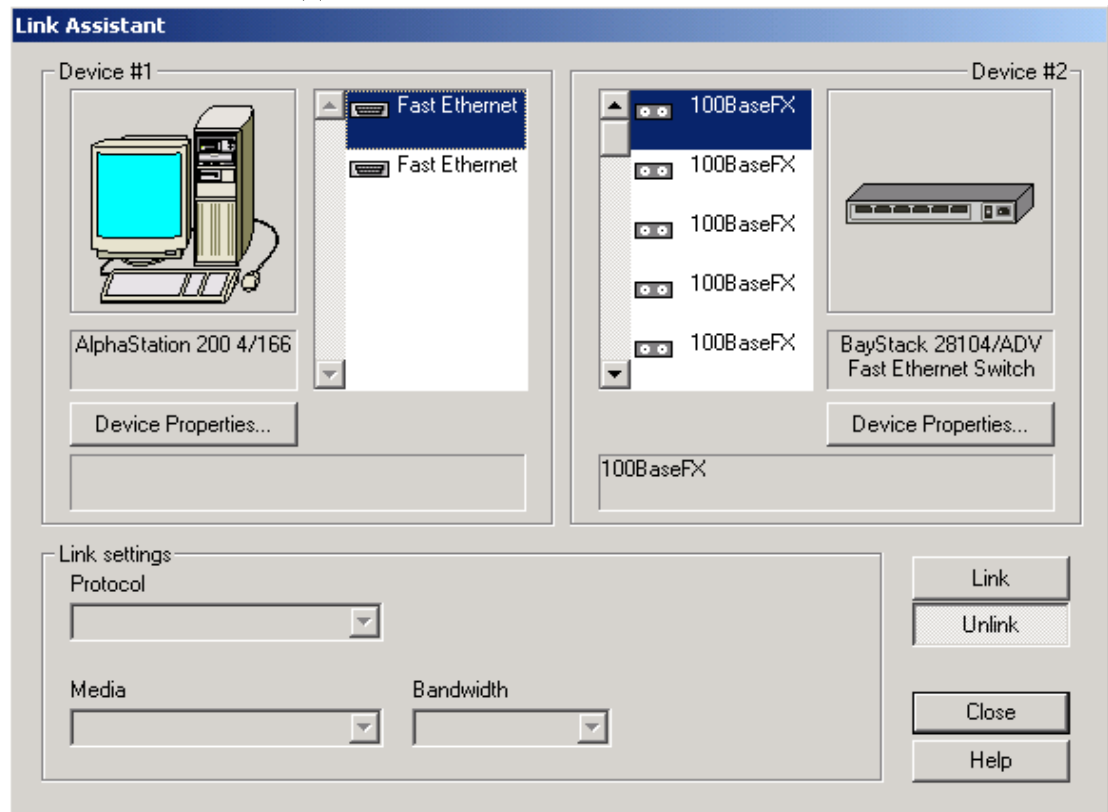 Link Assistant
Device #1
Fast Ethernet
Fast Ethernet
AlphaStation 200 4/166
Device Properties...
Device #2
100BaseFX
100BaseFX
100BaseFX
100BaseFX
100BaseFX
BayStack 28104/ADV
Fast Ethernet Switch
Device Properties...
100BaseFX
Link settings
Protocol
Media
Bandwidth
Link
Unlink
Close
Help